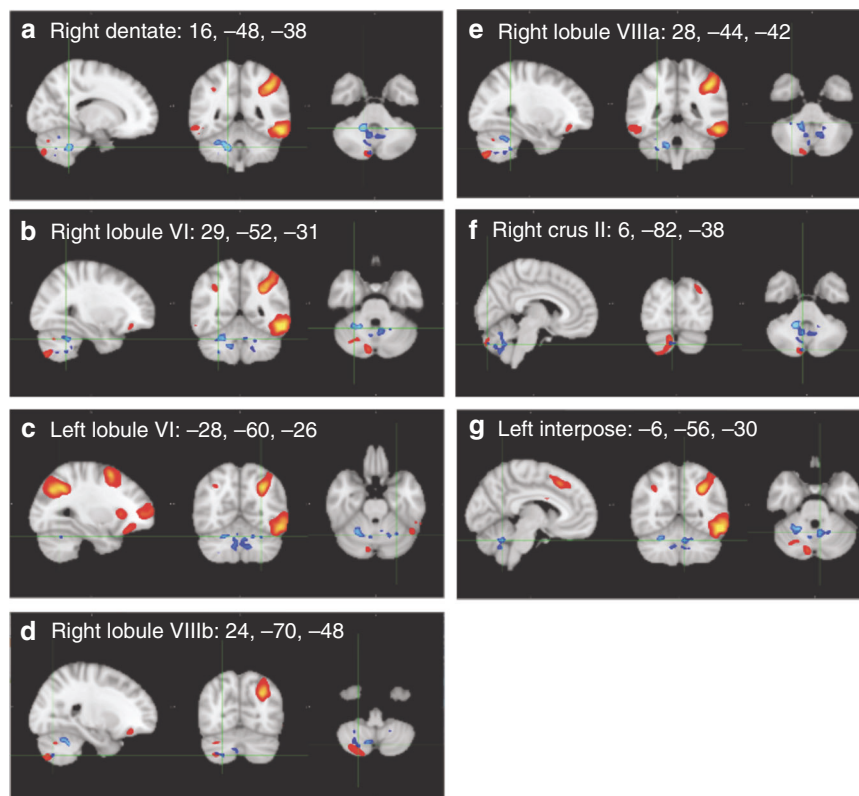 a Right dentate: 16, –48, –38
b Right lobule VI: 29, –52, –31
c Left lobule VI: –28, –60, –26
d Right lobule VIIIb: 24, –70, –48
e Right lobule VIIIa: 28, –44, –42
f Right crus II: 6, –82, –38
g Left interpose: –6, –56, –30